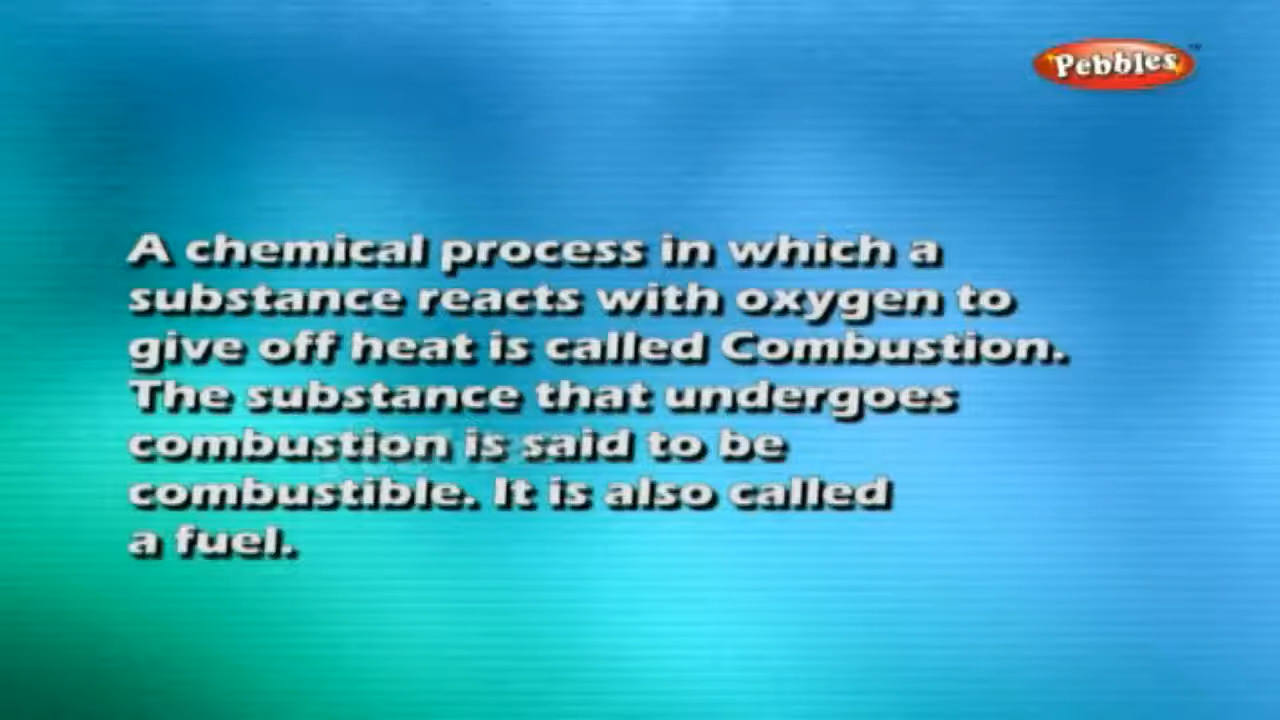 Pebbles™
A chemical process in which a
substance reacts with oxygen to
give off heat is called Combustion.
The substance that undergoes
combustion is said to be
combustible. It is also called
a fuel.